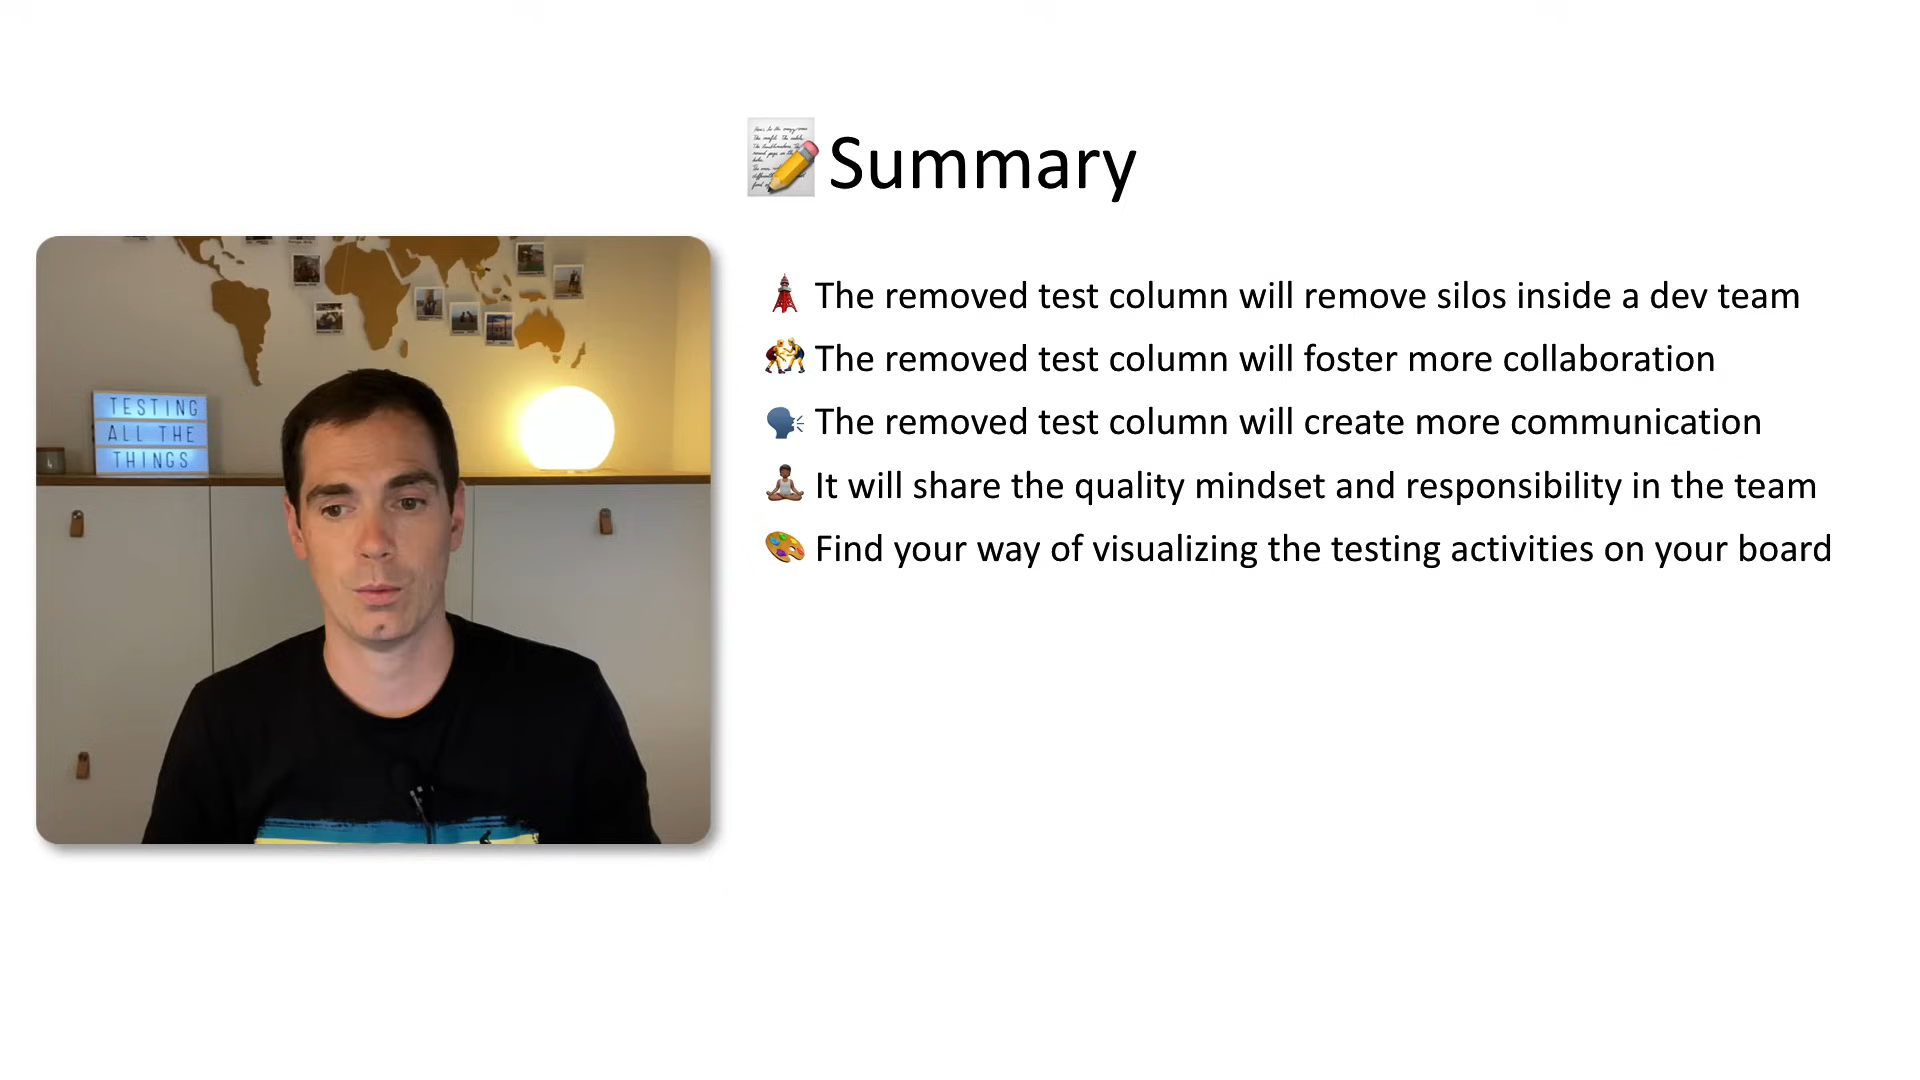 Summary
The removed test column will remove silos inside a dev team
The removed test column will foster more collaboration
The removed test column will create more communication
It will share the quality mindset and responsibility in the team
Find your way of visualizing the testing activities on your board
TESTING
ALL THE
THINGS